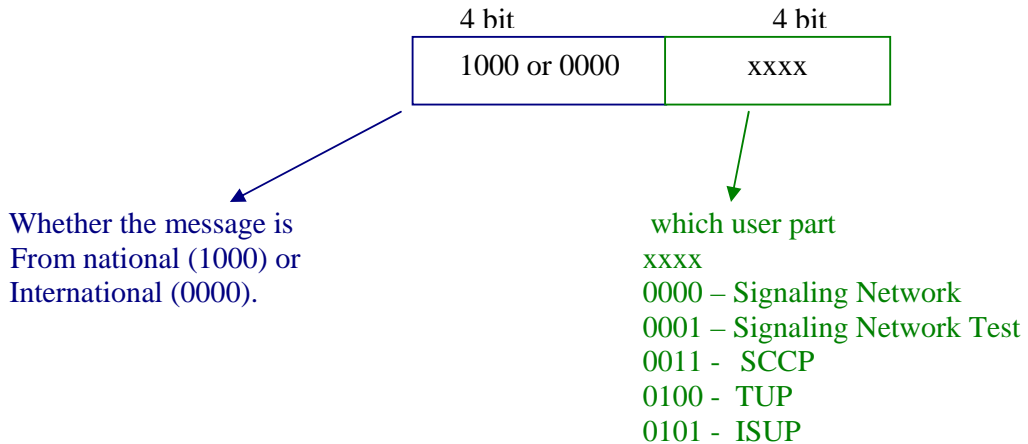 4 bit 4 bit
1000 or 0000 xxxx
Whether the message is
From national (1000) or
International (0000).
which user part
xxxx
0000 – Signaling Network
0001 – Signaling Network Test
0011 - SCCP
0100 - TUP
0101 - ISUP